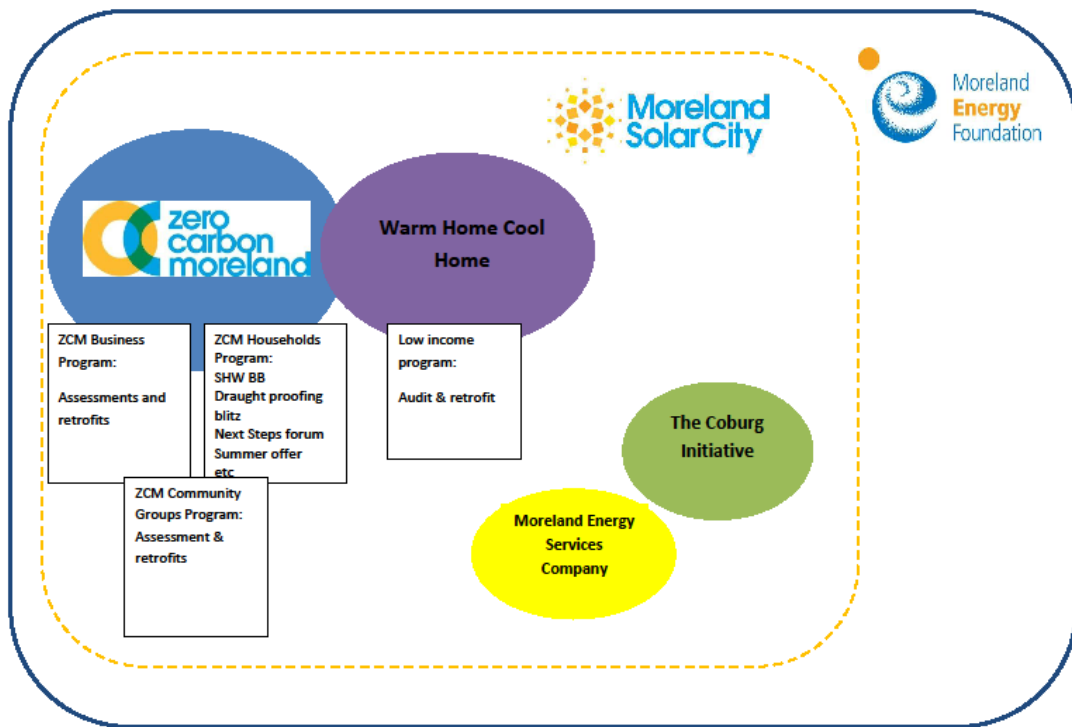 Moreland
SolarCity
Moreland
Energy
Foundation
zero
carbon
moreland
Warm Home Cool
Home
ZCM Business
Program:
Assessments and
retrofits
ZCM Households
Program:
SHW BB
Draught proofing
blitz
Next Steps forum
Summer offer
etc
Low income
program:
Audit & retrofit
ZCM Community
Groups Program:
Assessment &
retrofits
The Coburg
Initiative
Moreland Energy
Services
Company